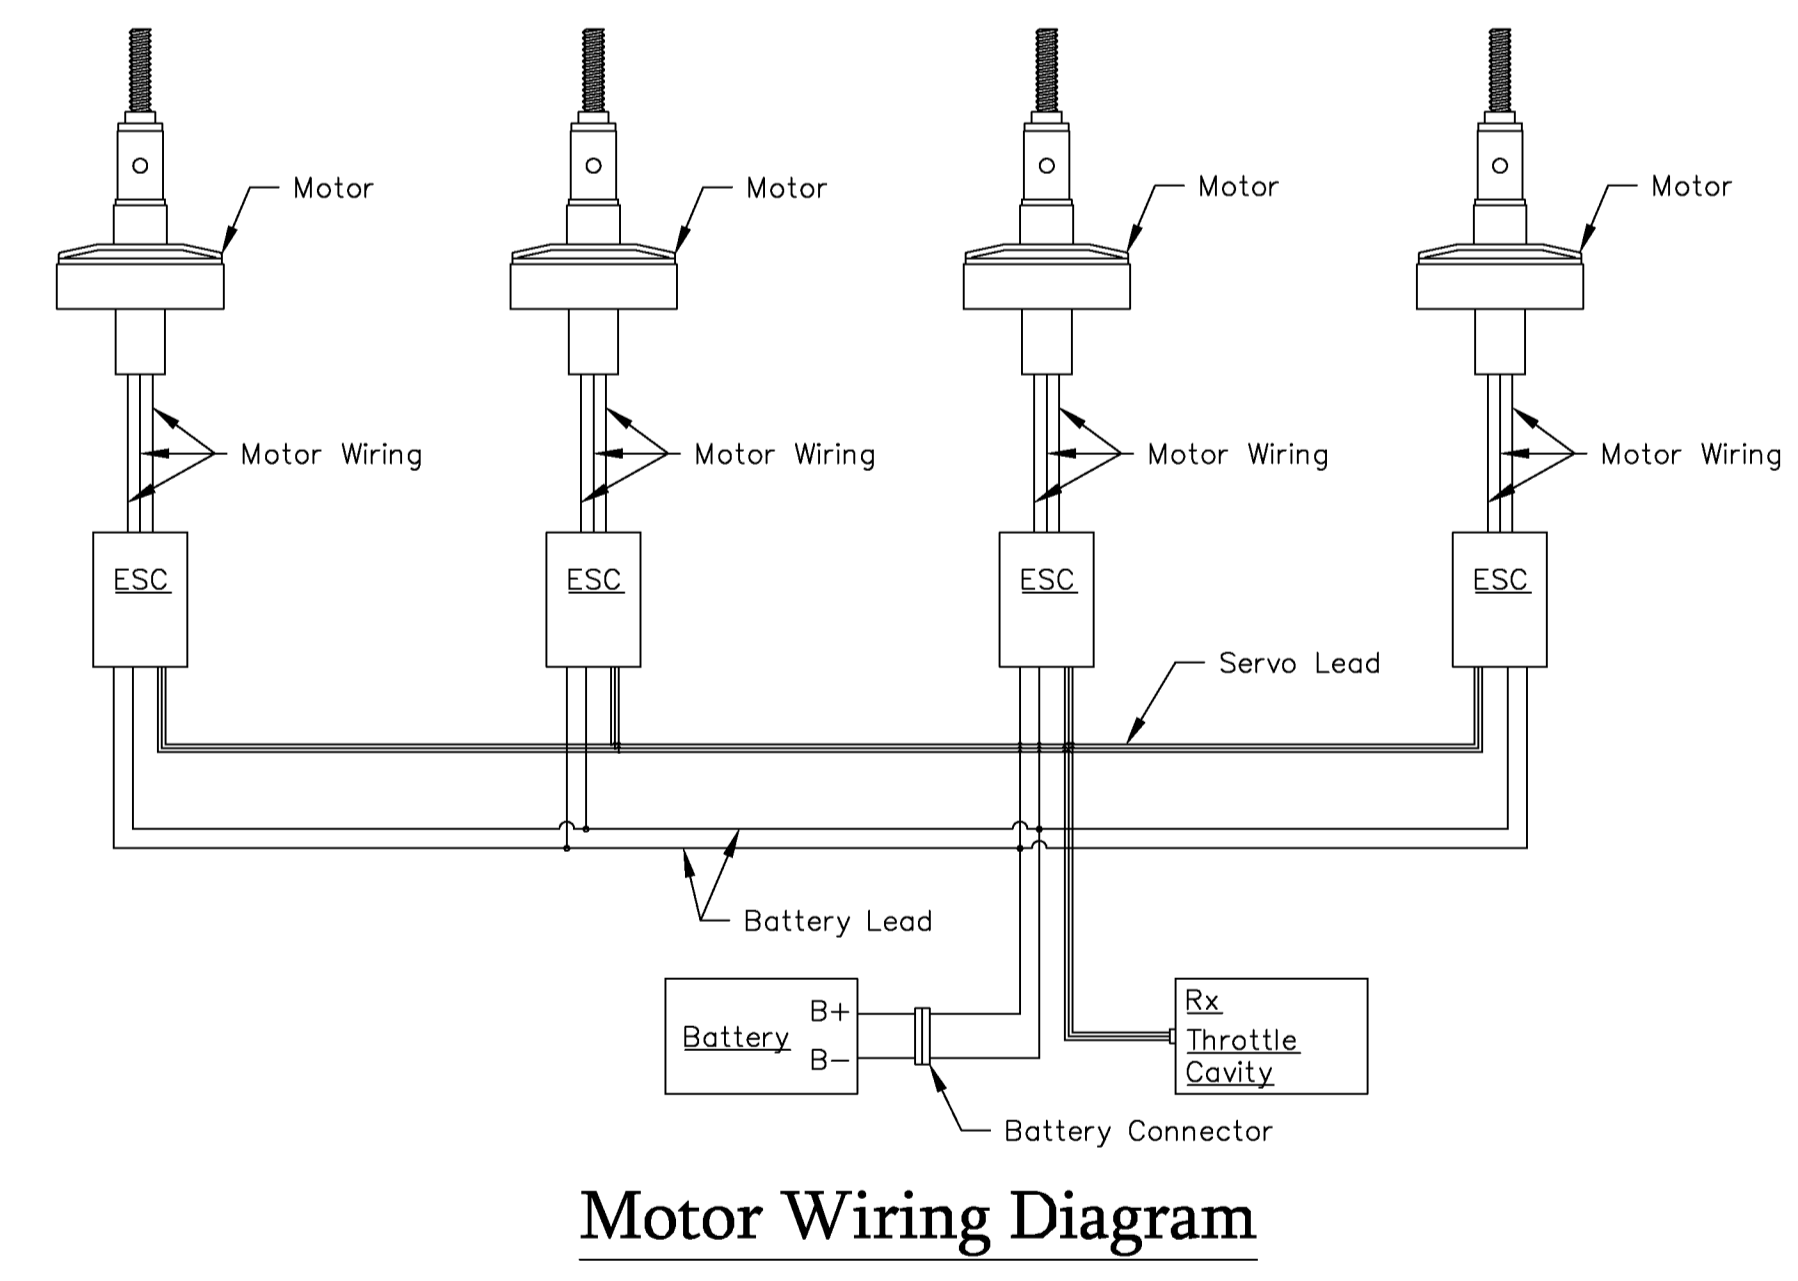 Motor
Motor
Motor
Motor
Motor Wiring
Motor Wiring
Motor Wiring
Motor Wiring
ESC
ESC
ESC
ESC
Servo Lead
Battery Lead
Battery
B+
B−
Rx
Throttle
Cavity
Battery Connector
Motor Wiring Diagram